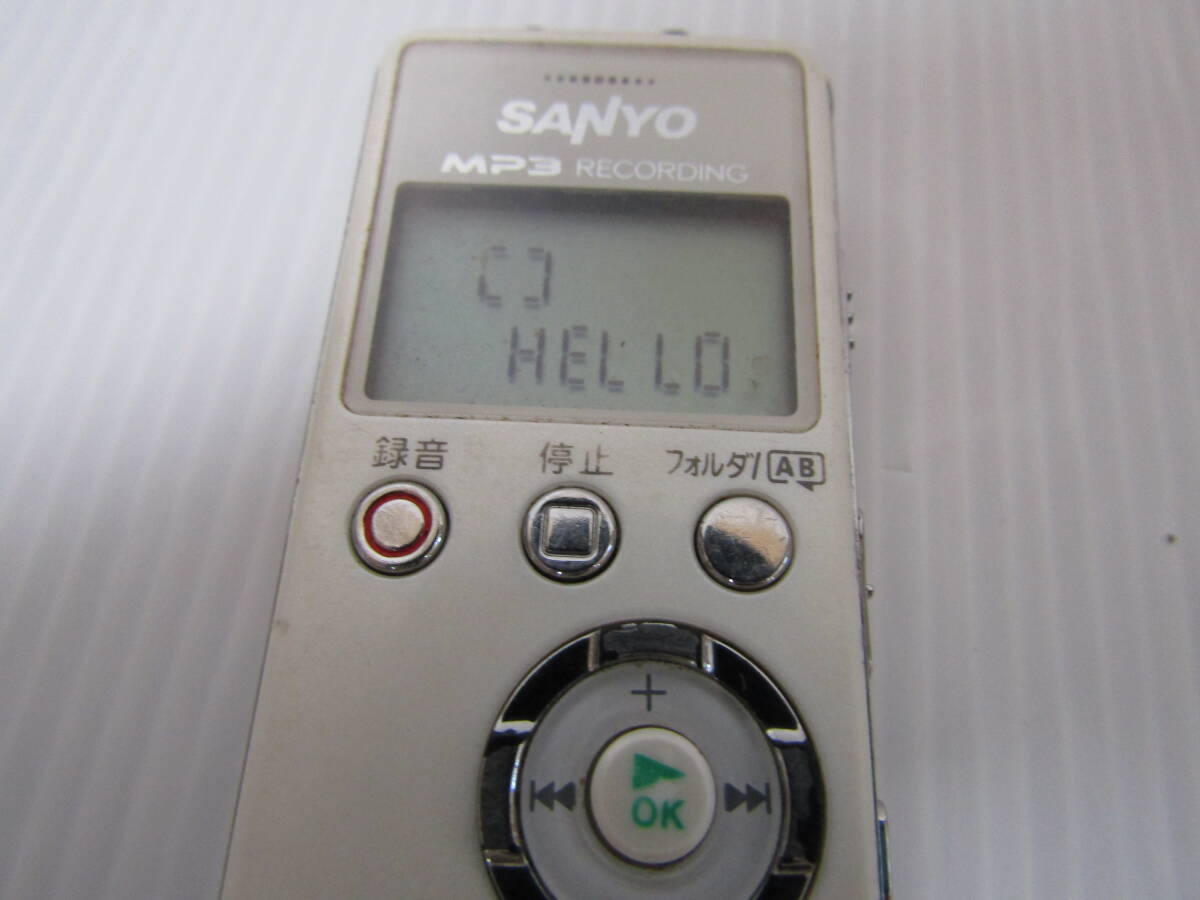 SANYO
MP3 RECORDING
[ ]
HELLO
録音 停止 フォルダ/AB
+
OK